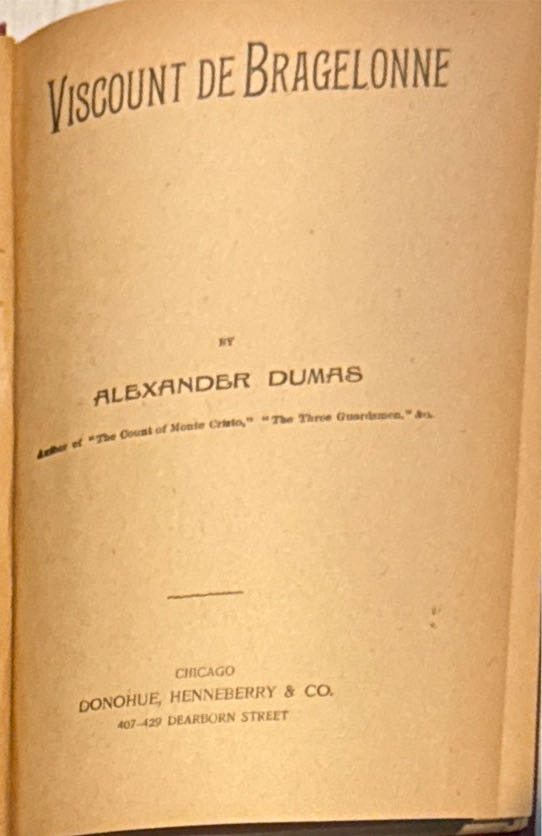 VISCOUNT DE BRAGELONNE
BY
ALEXANDER DUMAS
Author of "The Count of Monte Cristo," "The Three Guardsmen," &c.
CHICAGO
DONOHUE, HENNEBERRY & CO.
407-429 DEARBORN STREET